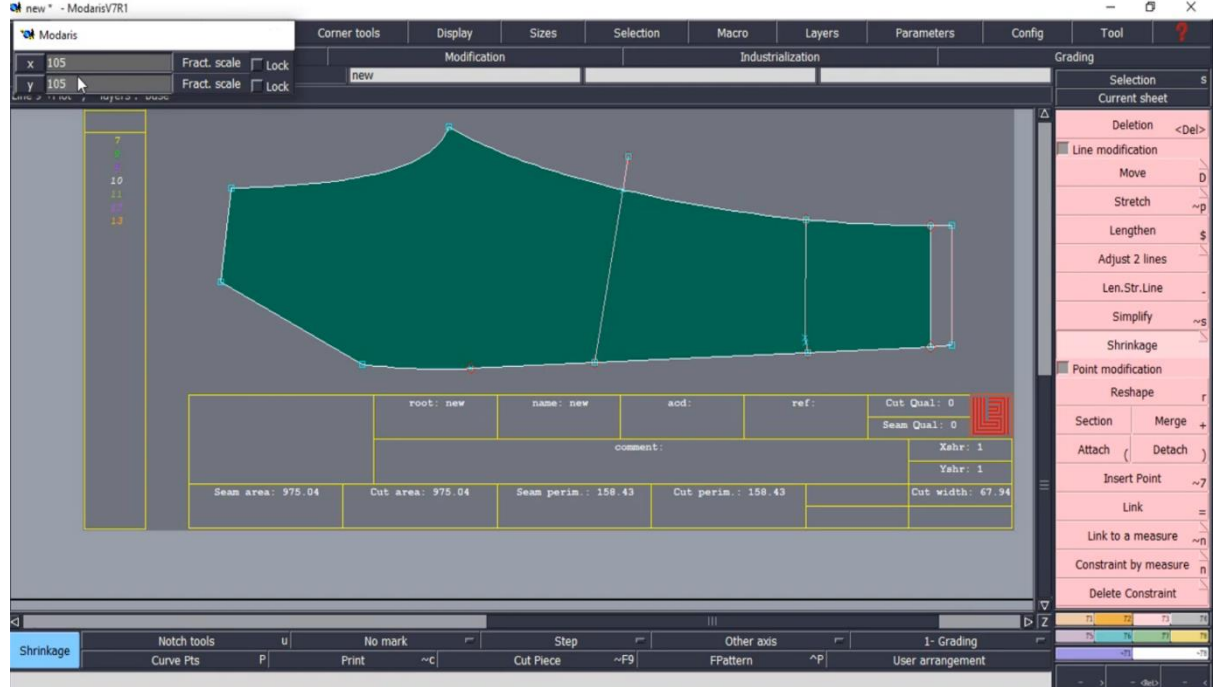 new * - ModarisV7R1
Modaris
Corner tools Display Sizes Selection Macro Layers Parameters Config Tool ?
x 105 Fract. scale Lock
Modification Industrialization Grading
y 105 Fract. scale Lock
new
Selection s
Current sheet
Deletion <Del>
Line modification
Move D
Stretch ~p
Lengthen $
Adjust 2 lines
Len.Str.Line -
Simplify ~s
Shrinkage
Point modification
Reshape r
Section Merge +
Attach ( Detach )
Insert Point ~7
Link =
Link to a measure ~n
Constraint by measure n
Delete Constraint
7
10
11
13
root: new name: new acd: ref: Cut Qual: 0
Seam Qual: 0
comment: Xshr: 1
Yshr: 1
Seam area: 975.04 Cut area: 975.04 Seam perim.: 158.43 Cut perim.: 158.43 Cut width: 67.94
Z
Shrinkage
Notch tools u No mark Step Other axis 1- Grading
Curve Pts P Print ~c Cut Piece ~F9 FPattern ^P User arrangement